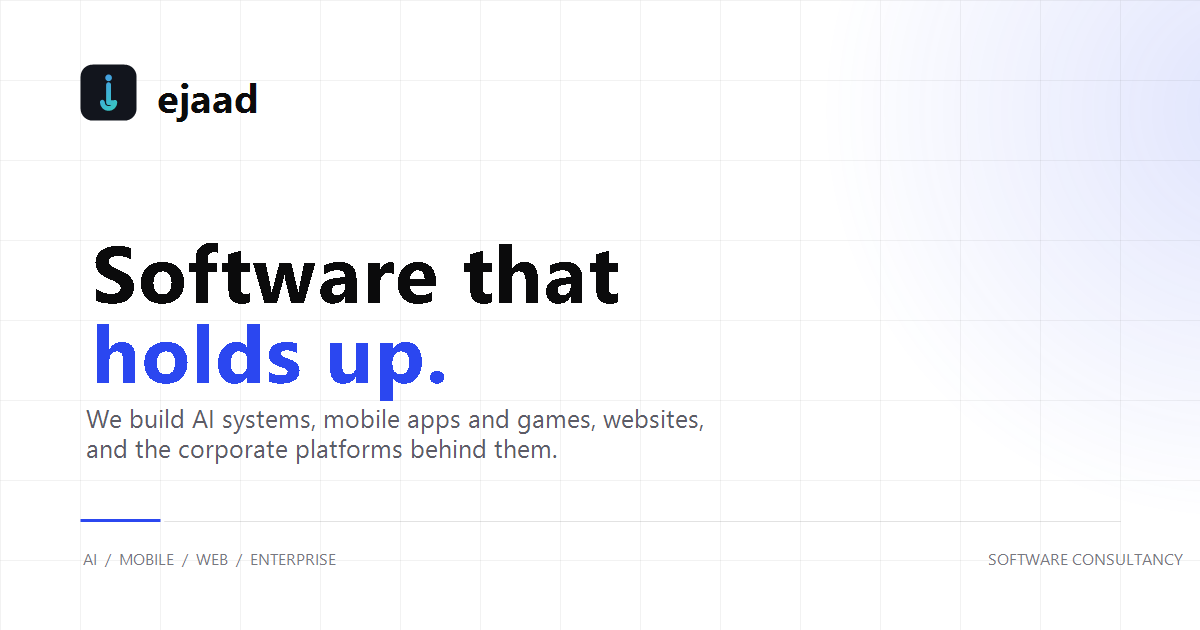 ejaad
Software that
holds up.
We build AI systems, mobile apps and games, websites,
and the corporate platforms behind them.
AI / MOBILE / WEB / ENTERPRISE
SOFTWARE CONSULTANCY